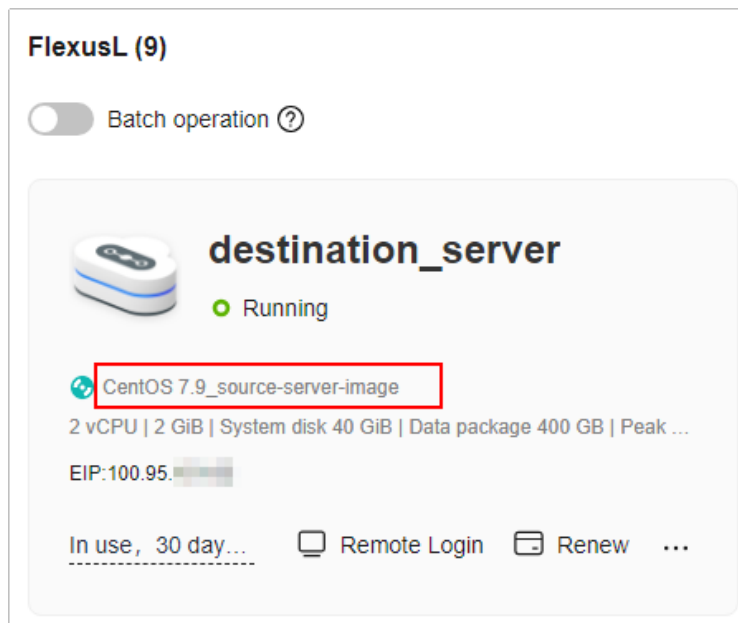 FlexusL (9)
Batch operation ?
destination_server
Running
CentOS 7.9_source-server-image
2 vCPU | 2 GiB | System disk 40 GiB | Data package 400 GB | Peak ...
EIP:100.95.
In use，30 day... Remote Login Renew ...